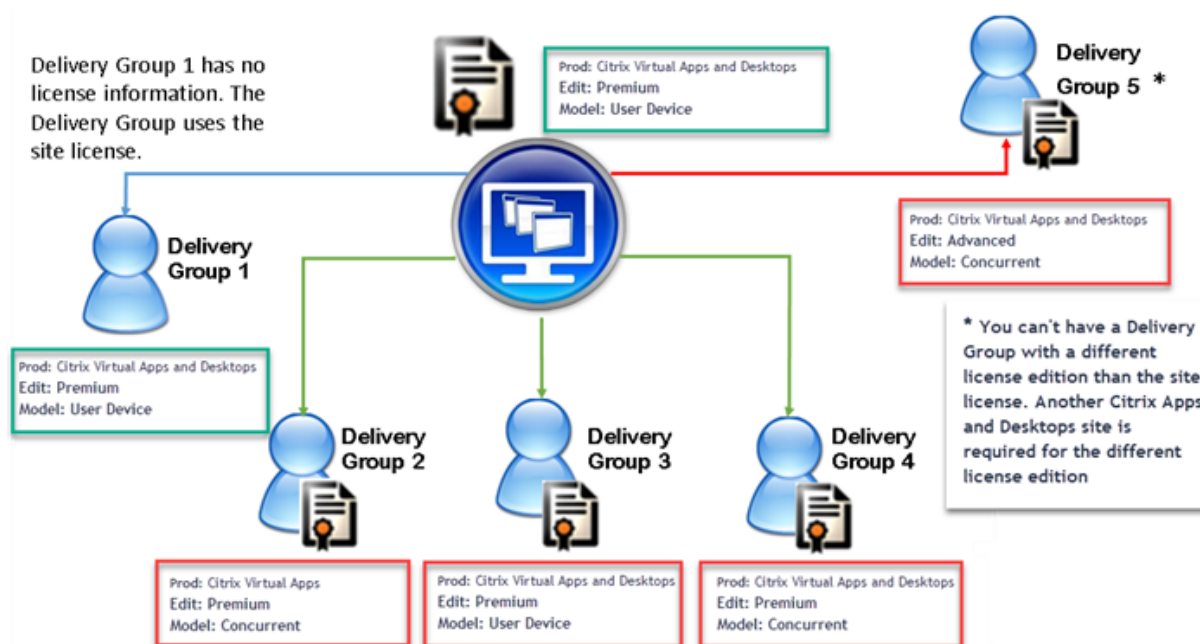 Delivery Group 1 has no
license information. The
Delivery Group uses the
site license.
Prod: Citrix Virtual Apps and Desktops
Edit: Premium
Model: User Device
Delivery
Group 5 *
Prod: Citrix Virtual Apps and Desktops
Edit: Advanced
Model: Concurrent
* You can't have a Delivery
Group with a different
license edition than the site
license. Another Citrix Apps
and Desktops site is
required for the different
license edition
Delivery
Group 1
Prod: Citrix Virtual Apps and Desktops
Edit: Premium
Model: User Device
Delivery
Group 2
Prod: Citrix Virtual Apps
Edit: Premium
Model: Concurrent
Delivery
Group 3
Prod: Citrix Virtual Apps and Desktops
Edit: Premium
Model: User Device
Delivery
Group 4
Prod: Citrix Virtual Apps and Desktops
Edit: Premium
Model: Concurrent